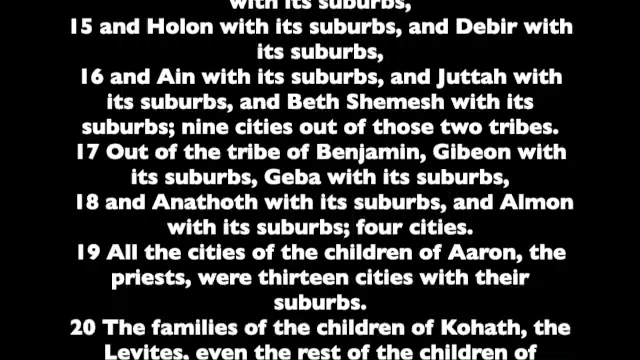 with its suburbs,
15 and Holon with its suburbs, and Debir with
its suburbs,
16 and Ain with its suburbs, and Juttah with
its suburbs, and Beth Shemesh with its
suburbs; nine cities out of those two tribes.
17 Out of the tribe of Benjamin, Gibeon with
its suburbs, Geba with its suburbs,
18 and Anathoth with its suburbs, and Almon
with its suburbs; four cities.
19 All the cities of the children of Aaron, the
priests, were thirteen cities with their
suburbs.
20 The families of the children of Kohath, the
Levites, even the rest of the children of